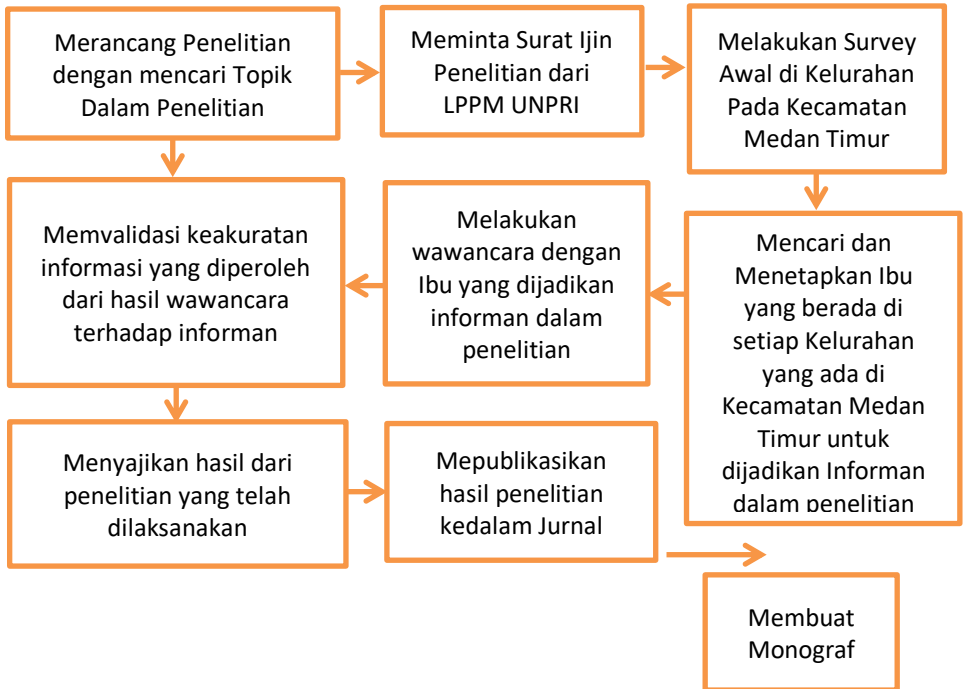 Merancang Penelitian
dengan mencari Topik
Dalam Penelitian
Meminta Surat Ijin
Penelitian dari
LPPM UNPRI
Melakukan Survey
Awal di Kelurahan
Pada Kecamatan
Medan Timur
Mencari dan
Menetapkan Ibu
yang berada di
setiap Kelurahan
yang ada di
Kecamatan Medan
Timur untuk
dijadikan Informan
dalam penelitian
Melakukan
wawancara dengan
Ibu yang dijadikan
informan dalam
penelitian
Memvalidasi keakuratan
informasi yang diperoleh
dari hasil wawancara
terhadap informan
Menyajikan hasil dari
penelitian yang telah
dilaksanakan
Mepublikasikan
hasil penelitian
kedalam Jurnal
Membuat
Monograf